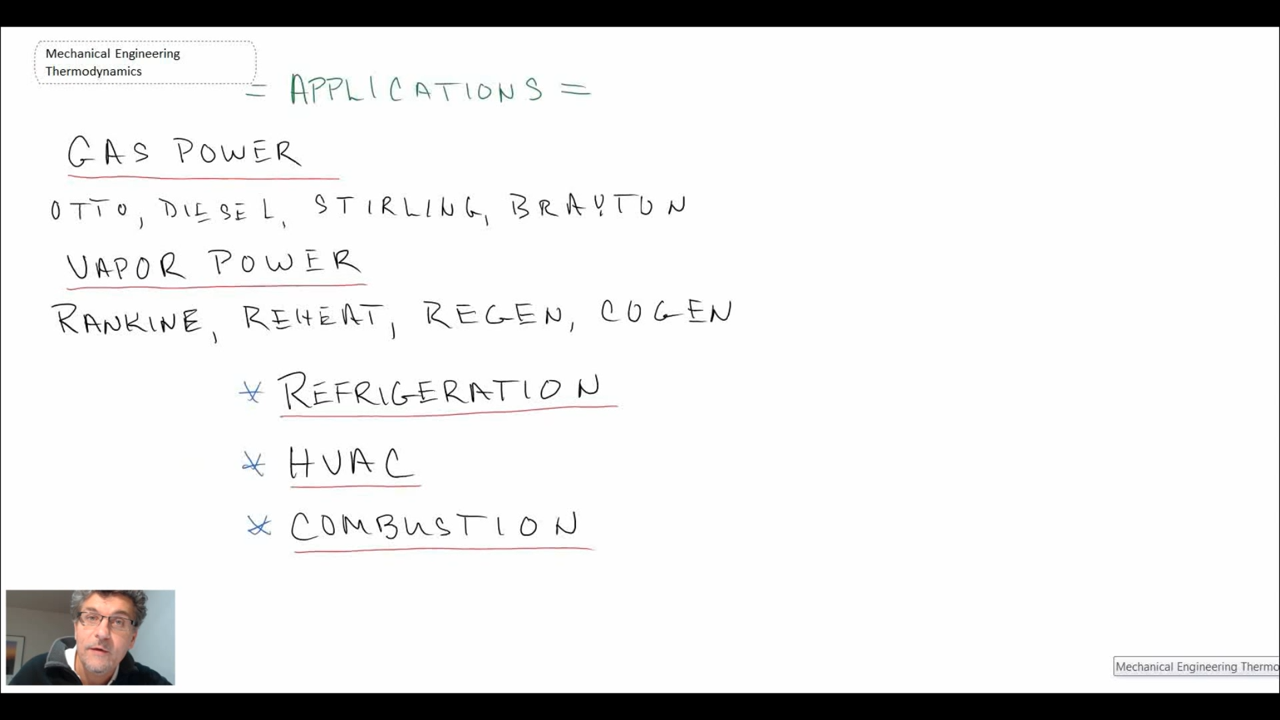 Mechanical Engineering
Thermodynamics
= APPLICATIONS =
GAS POWER
OTTO, DIESEL, STIRLING, BRAYTON
VAPOR POWER
RANKINE, REHEAT, REGEN, COGEN
* REFRIGERATION
* HVAC
* COMBUSTION
Mechanical Engineering Thermo